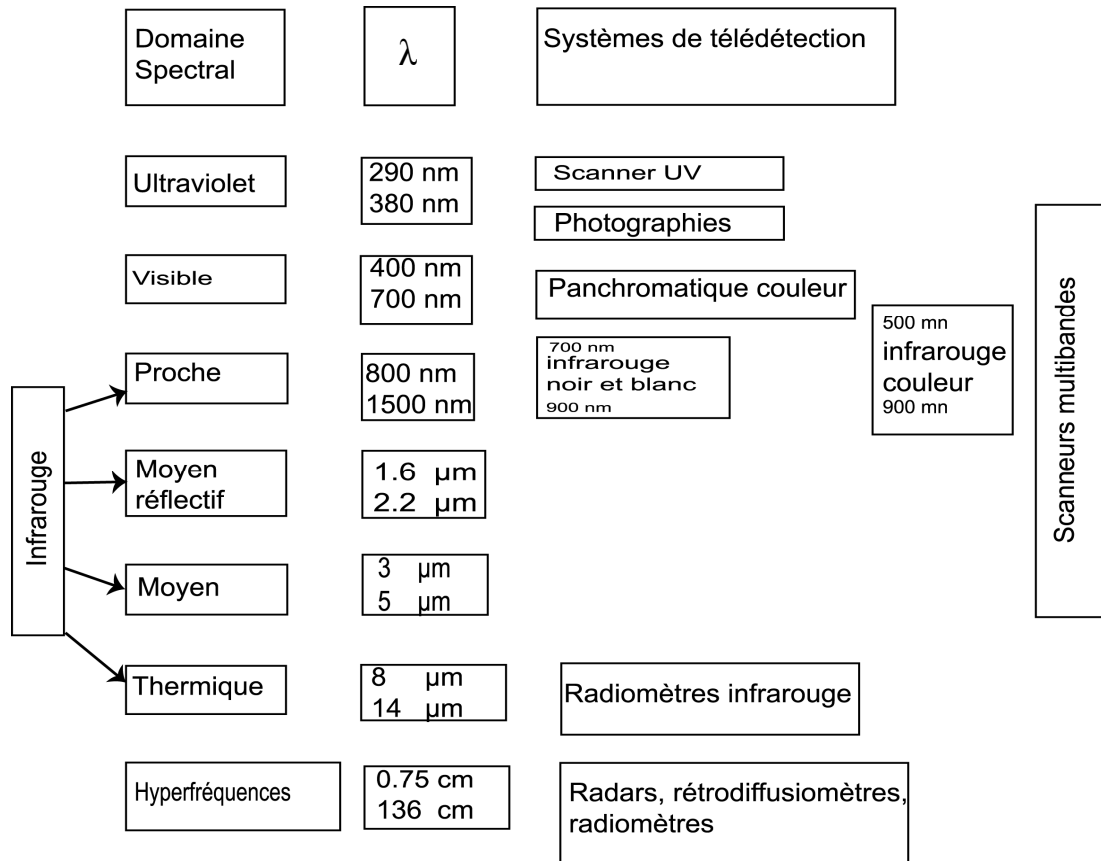 Domaine
Spectral
λ
Systèmes de télédétection
Ultraviolet
290 nm
380 nm
Scanner UV
Photographies
Visible
400 nm
700 nm
Panchromatique couleur
Proche
800 nm
1500 nm
700 nm
infrarouge
noir et blanc
900 nm
500 mn
infrarouge
couleur
900 mn
Scanneurs multibandes
Infrarouge
Moyen
réflectif
1.6 µm
2.2 µm
Moyen
3 µm
5 µm
Thermique
8 µm
14 µm
Radiomètres infrarouge
Hyperfréquences
0.75 cm
136 cm
Radars, rétrodiffusiomètres,
radiomètres